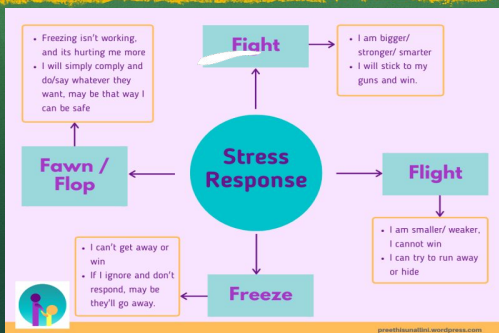 • Freezing isn't working,
and its hurting me more
• I will simply comply and
do/say whatever they
want, may be that way I
can be safe
Fight
• I am bigger/
stronger/ smarter
• I will stick to my
guns and win.
Fawn /
Flop
Stress
Response
Flight
• I am smaller/ weaker,
I cannot win
• I can try to run away
or hide
• I can't get away or
win
• If I ignore and don't
respond, may be
they'll go away.
Freeze
preethisunallini.wordpress.com